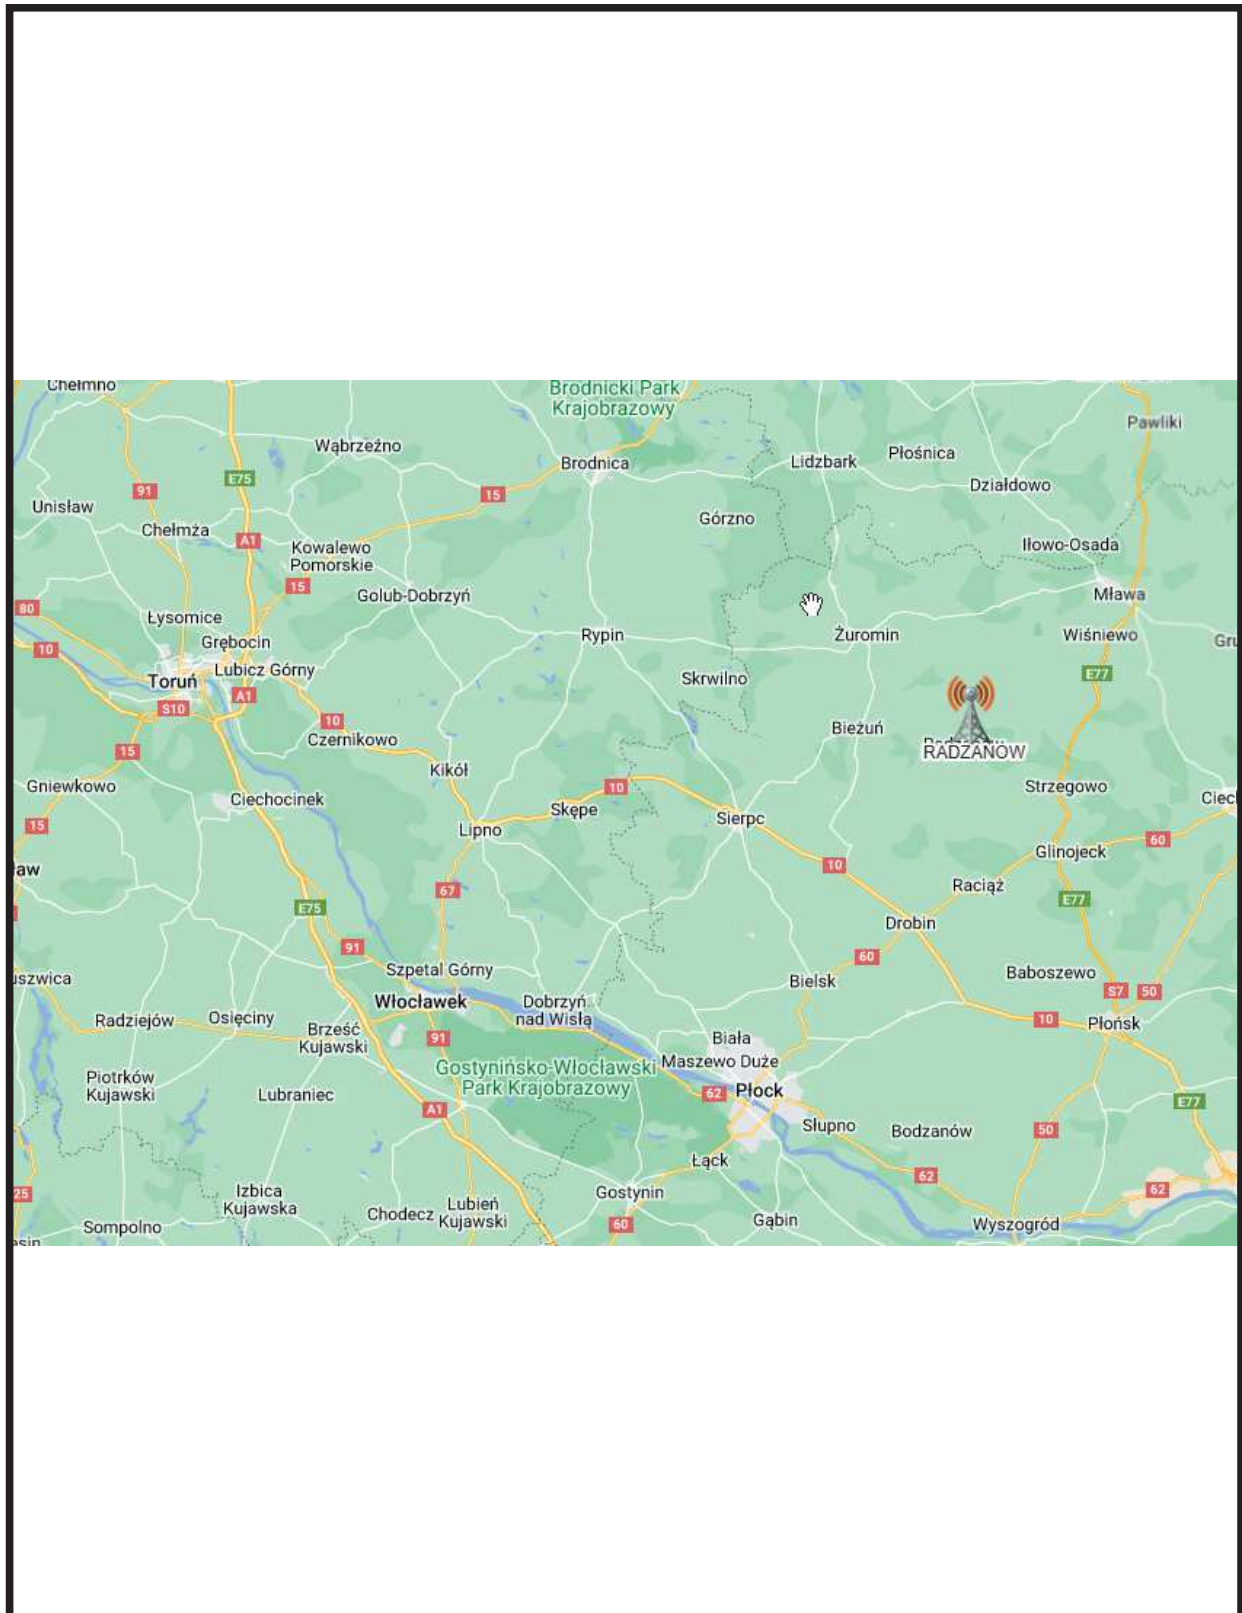 Chełmno
Brodnicki Park
Krajobrazowy
Pawliki
Wąbrzeźno
Brodnica
Lidzbark
Płośnica
E75
Działdowo
91
15
Unisław
Górzno
Chełmża
A1
Kowalewo
Pomorskie
Iłowo-Osada
15
Golub-Dobrzyń
Mława
80
Łysomice
Grębocin
Rypin
Żuromin
Wiśniewo
10
Lubicz Górny
Toruń
Skrwilno
E77
A1
S10
10
Bieżuń
Czernikowo
RADZANÓW
15
Kikół
Gniewkowo
Ciechocinek
10
Strzegowo
Skępe
Sierpc
15
Lipno
60
Glinojeck
10
67
Raciąż
E75
E77
Drobin
91
60
Szpetal Górny
Baboszewo
Bielsk
Włocławek
Dobrzyń
nad Wisłą
S7
50
Radziejów
Osięciny
Brześć
Kujawski
10
Płońsk
91
Biała
Maszewo Duże
Gostynińsko-Włocławski
Park Krajobrazowy
Piotrków
Kujawski
Lubraniec
62
Płock
E77
A1
Słupno
Bodzanów
50
Łąck
62
25
Izbica
Kujawska
Gostynin
62
Chodecz
Lubień
Kujawski
Sompolno
60
Gąbin
Wyszogród